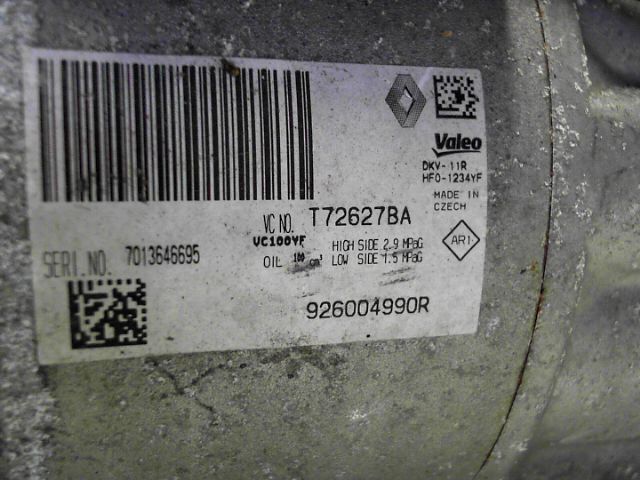 Valeo
DKV-11R
HFO-1234YF
MADE IN
CZECH
VC NO. T72627BA
VC100YF
HIGH SIDE 2.9 MPaG
OIL 100 cm³ LOW SIDE 1.5 MPaG
SERI.NO. 7013646695
AR1
926004990R